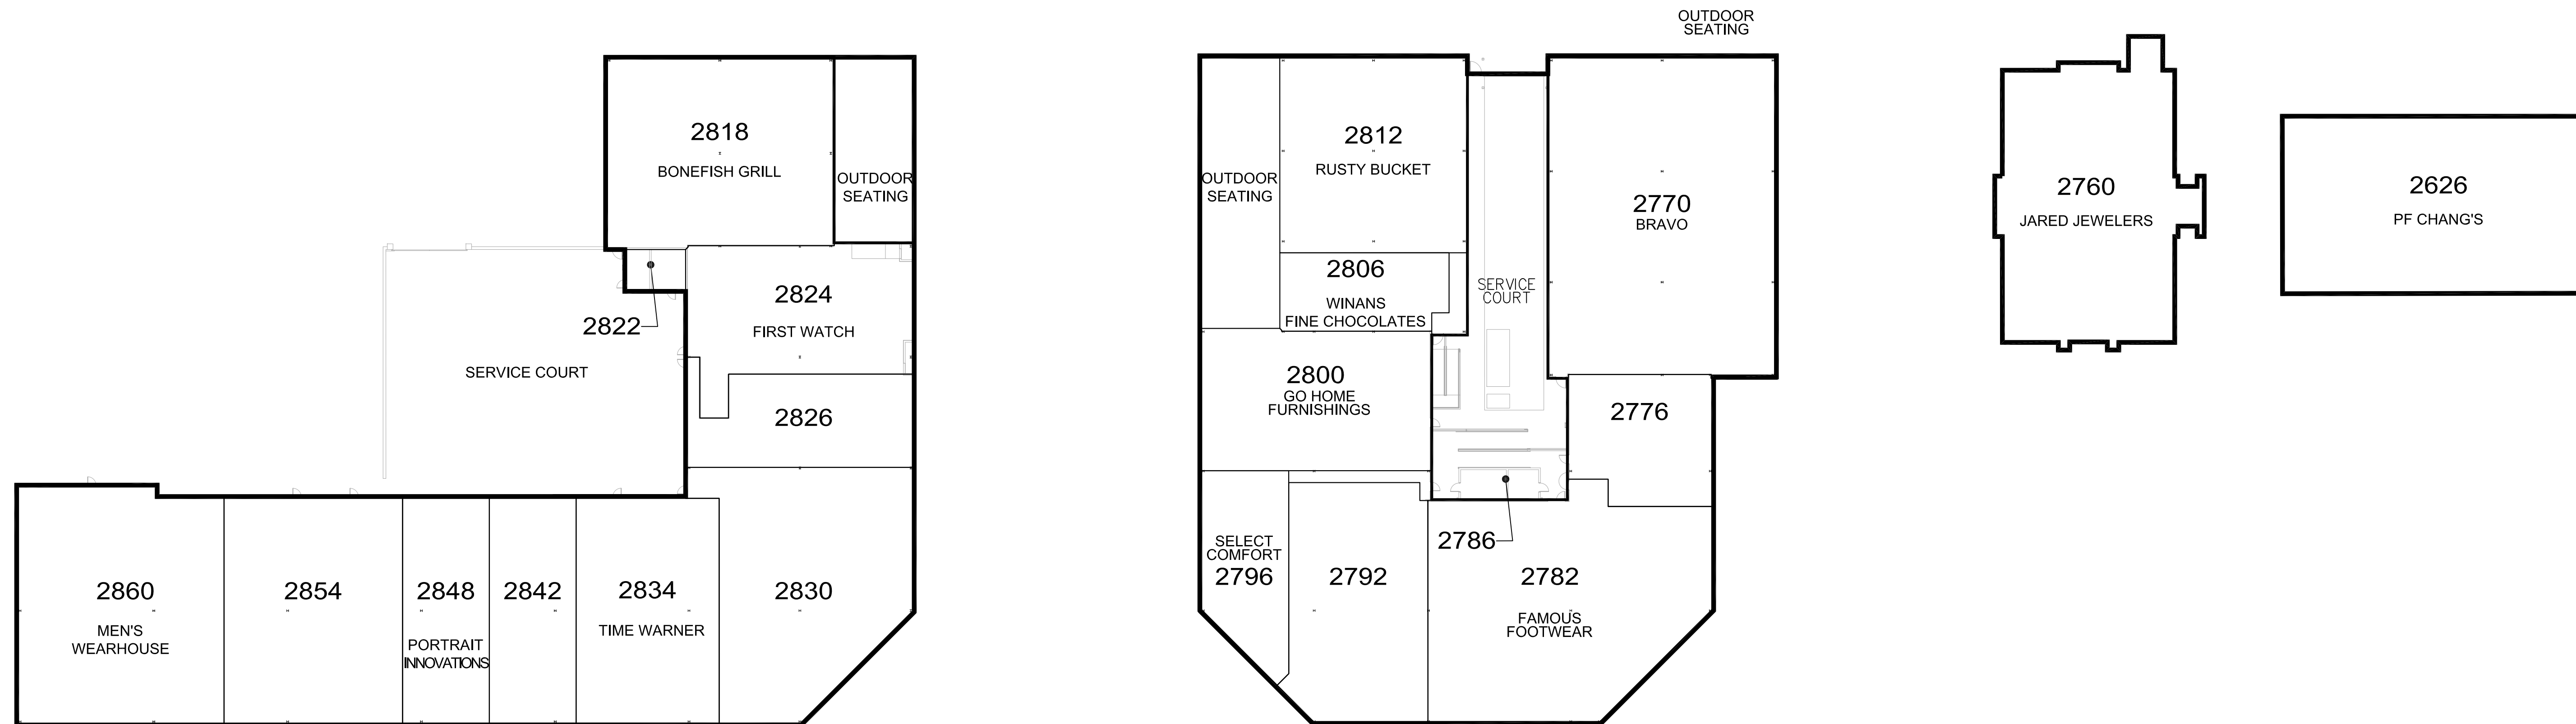 2818
BONEFISH GRILL
OUTDOOR
SEATING
2824
FIRST WATCH
2822
SERVICE COURT
2826
2860
MEN'S
WEARHOUSE
2854
2848
PORTRAIT
INNOVATIONS
2842
2834
TIME WARNER
2830
OUTDOOR
SEATING
2812
RUSTY BUCKET
OUTDOOR
SEATING
2770
BRAVO
2806
WINANS
FINE CHOCOLATES
SERVICE
COURT
2800
GO HOME
FURNISHINGS
2776
2786
SELECT
COMFORT
2796
2792
2782
FAMOUS
FOOTWEAR
2760
JARED JEWELERS
2626
PF CHANG'S